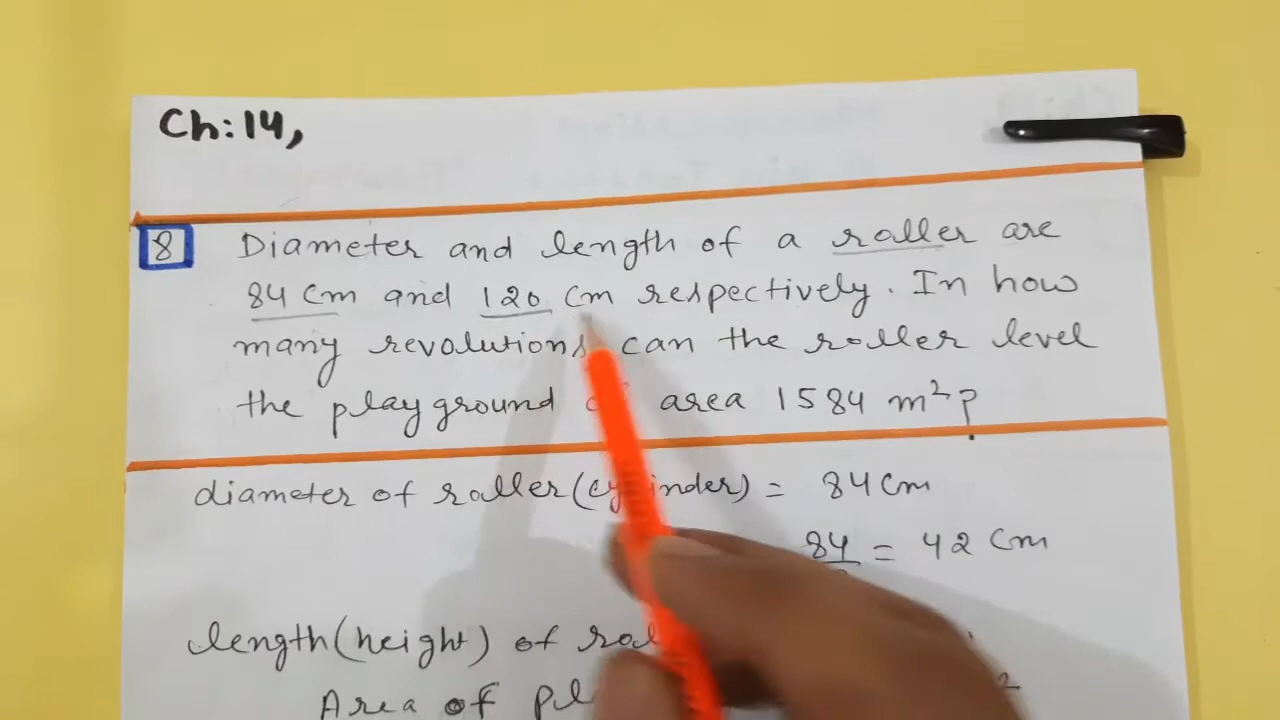 Ch:14,
8 Diameter and length of a roller are
84 cm and 120 cm respectively. In how
many revolutions can the roller level
the playground area 1584 m²?
diameter of roller (cylinder) = 84 cm
84 = 42 cm
length (height) of
Area of